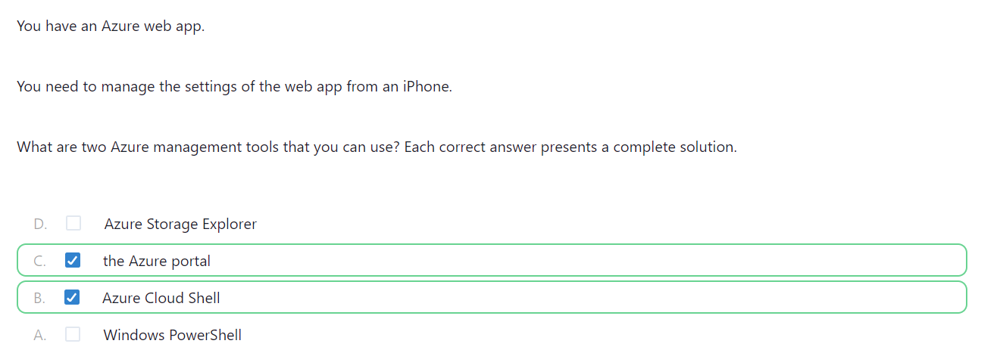 You have an Azure web app.
You need to manage the settings of the web app from an iPhone.
What are two Azure management tools that you can use? Each correct answer presents a complete solution.
D. Azure Storage Explorer
C. the Azure portal
B. Azure Cloud Shell
A. Windows PowerShell